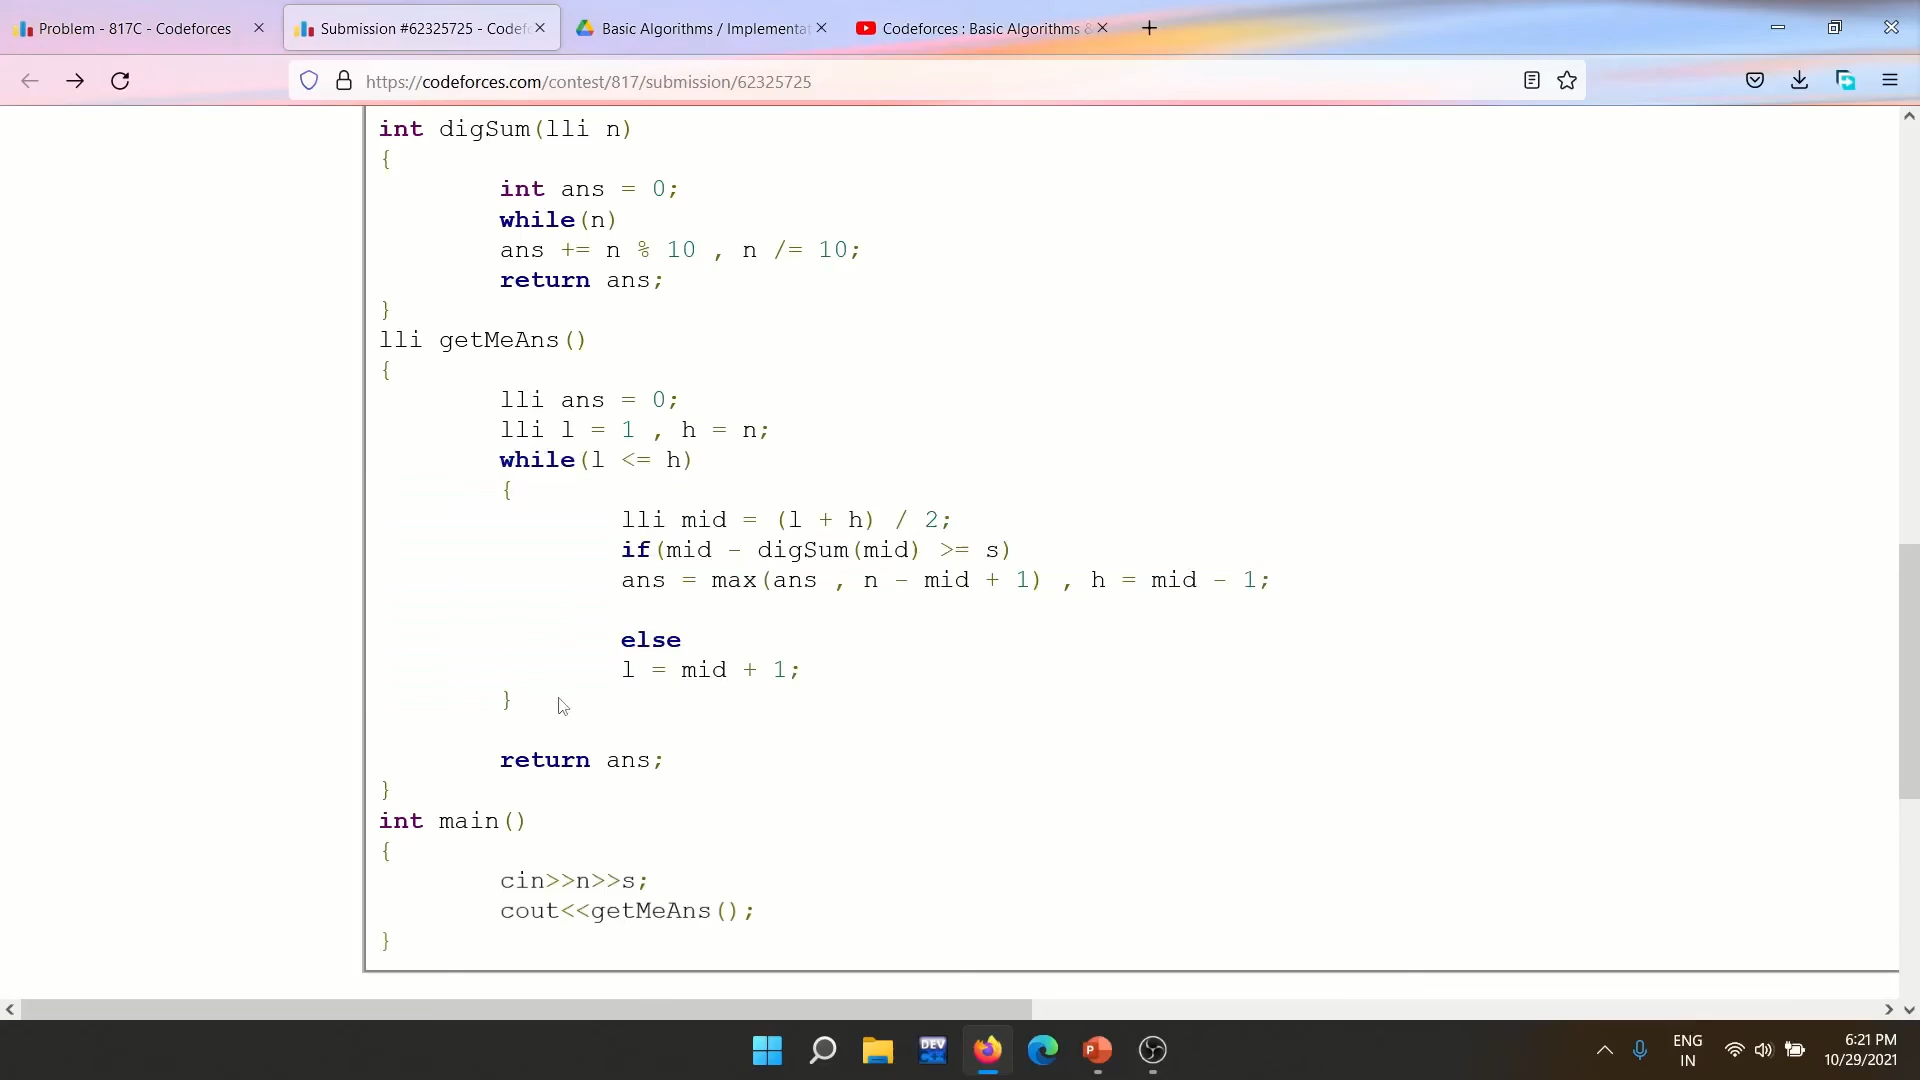 Problem - 817C - Codeforces
Submission #62325725 - Codef
Basic Algorithms / Implementat
Codeforces : Basic Algorithms &
https://codeforces.com/contest/817/submission/62325725
int digSum(lli n)
{
int ans = 0;
while(n)
ans += n % 10 , n /= 10;
return ans;
}
lli getMeAns()
{
lli ans = 0;
lli l = 1 , h = n;
while(l <= h)
{
lli mid = (l + h) / 2;
if(mid - digSum(mid) >= s)
ans = max(ans , n - mid + 1) , h = mid - 1;
else
l = mid + 1;
}
return ans;
}
int main()
{
cin>>n>>s;
cout<<getMeAns();
}
DEV
P
ENG
IN
6:21 PM
10/29/2021